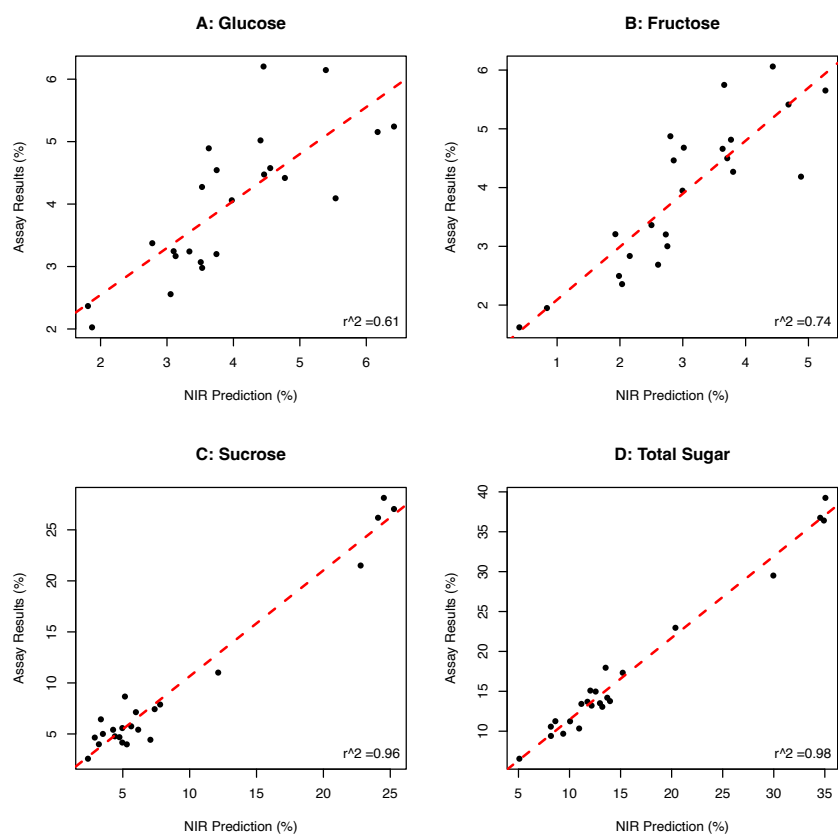 A: Glucose
Assay Results (%)
6
5
4
3
2
r^2 =0.61
2 3 4 5 6
NIR Prediction (%)
B: Fructose
Assay Results (%)
6
5
4
3
2
r^2 =0.74
1 2 3 4 5
NIR Prediction (%)
C: Sucrose
Assay Results (%)
25
20
15
10
5
r^2 =0.96
5 10 15 20 25
NIR Prediction (%)
D: Total Sugar
Assay Results (%)
40
35
30
25
20
15
10
r^2 =0.98
5 10 15 20 25 30 35
NIR Prediction (%)